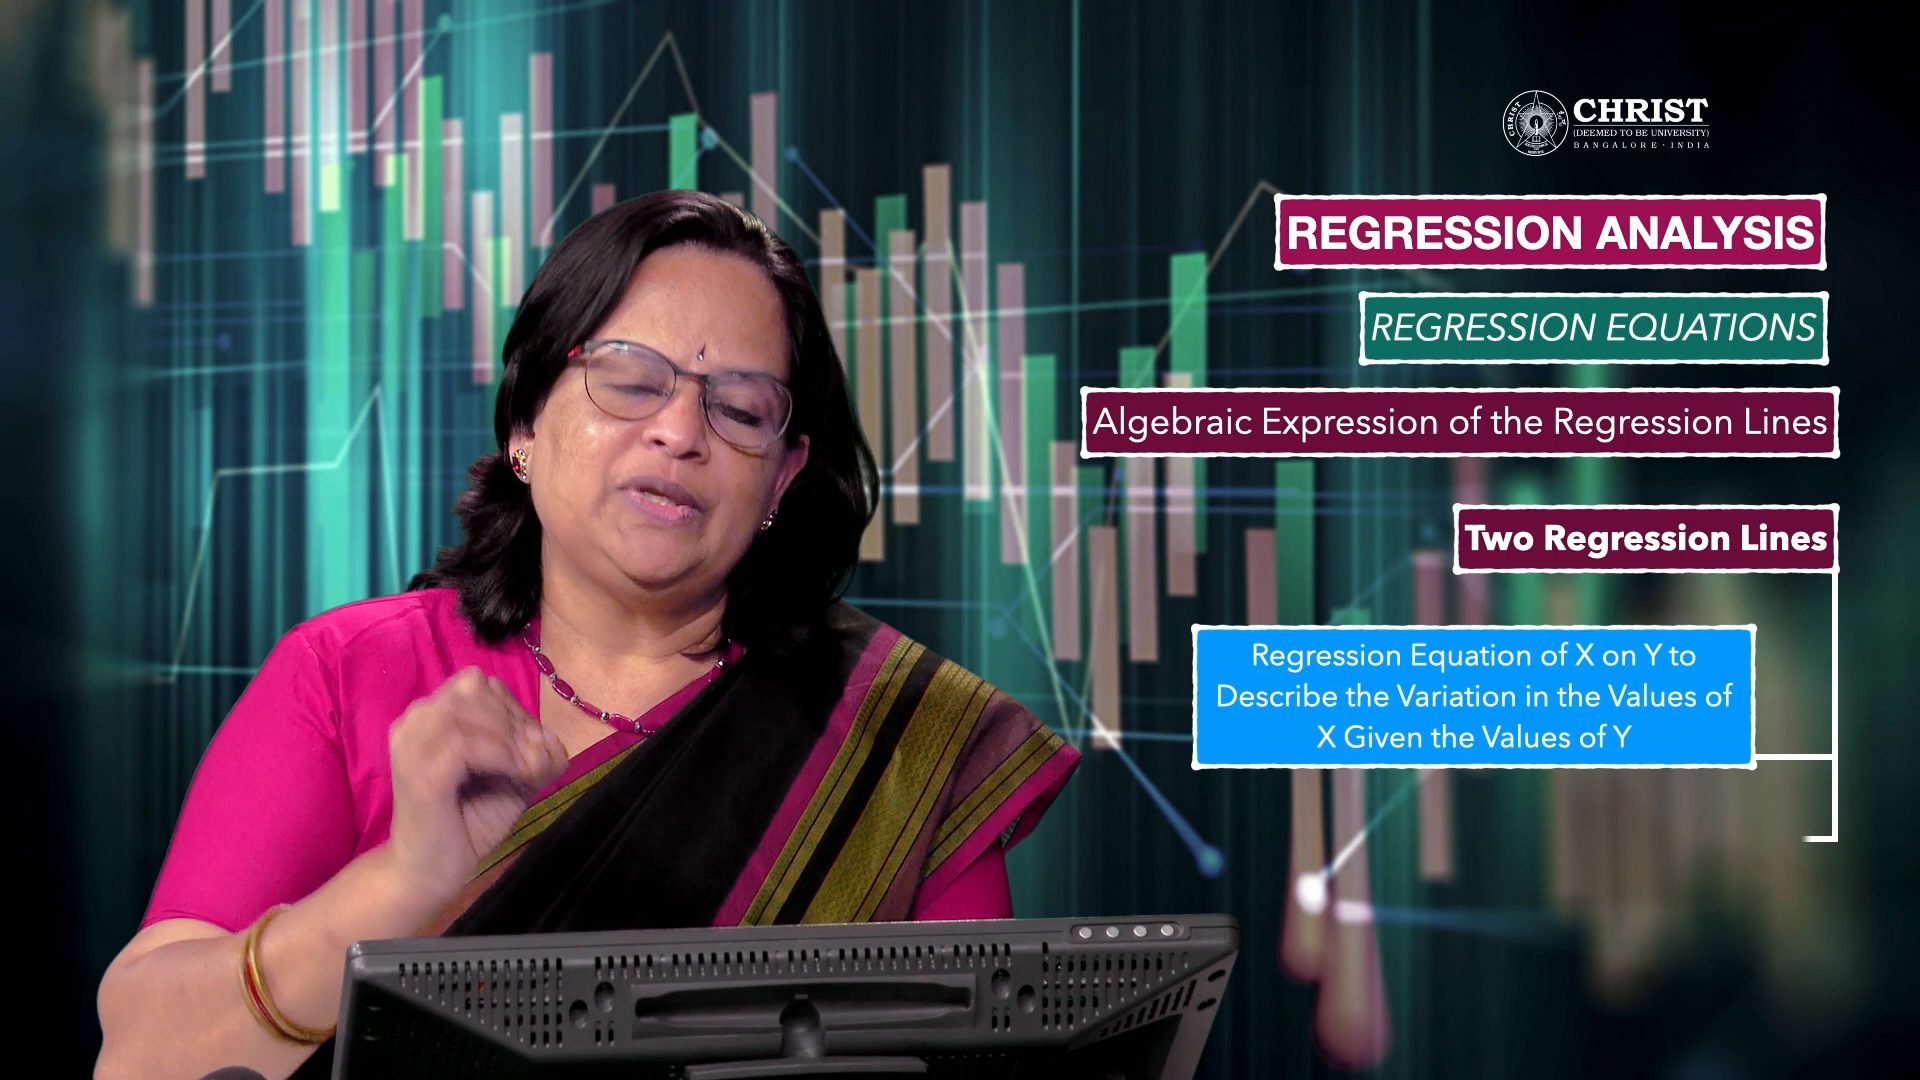 CHRIST
(DEEMED TO BE UNIVERSITY)
BANGALORE · INDIA
REGRESSION ANALYSIS
REGRESSION EQUATIONS
Algebraic Expression of the Regression Lines
Two Regression Lines
Regression Equation of X on Y to
Describe the Variation in the Values of
X Given the Values of Y